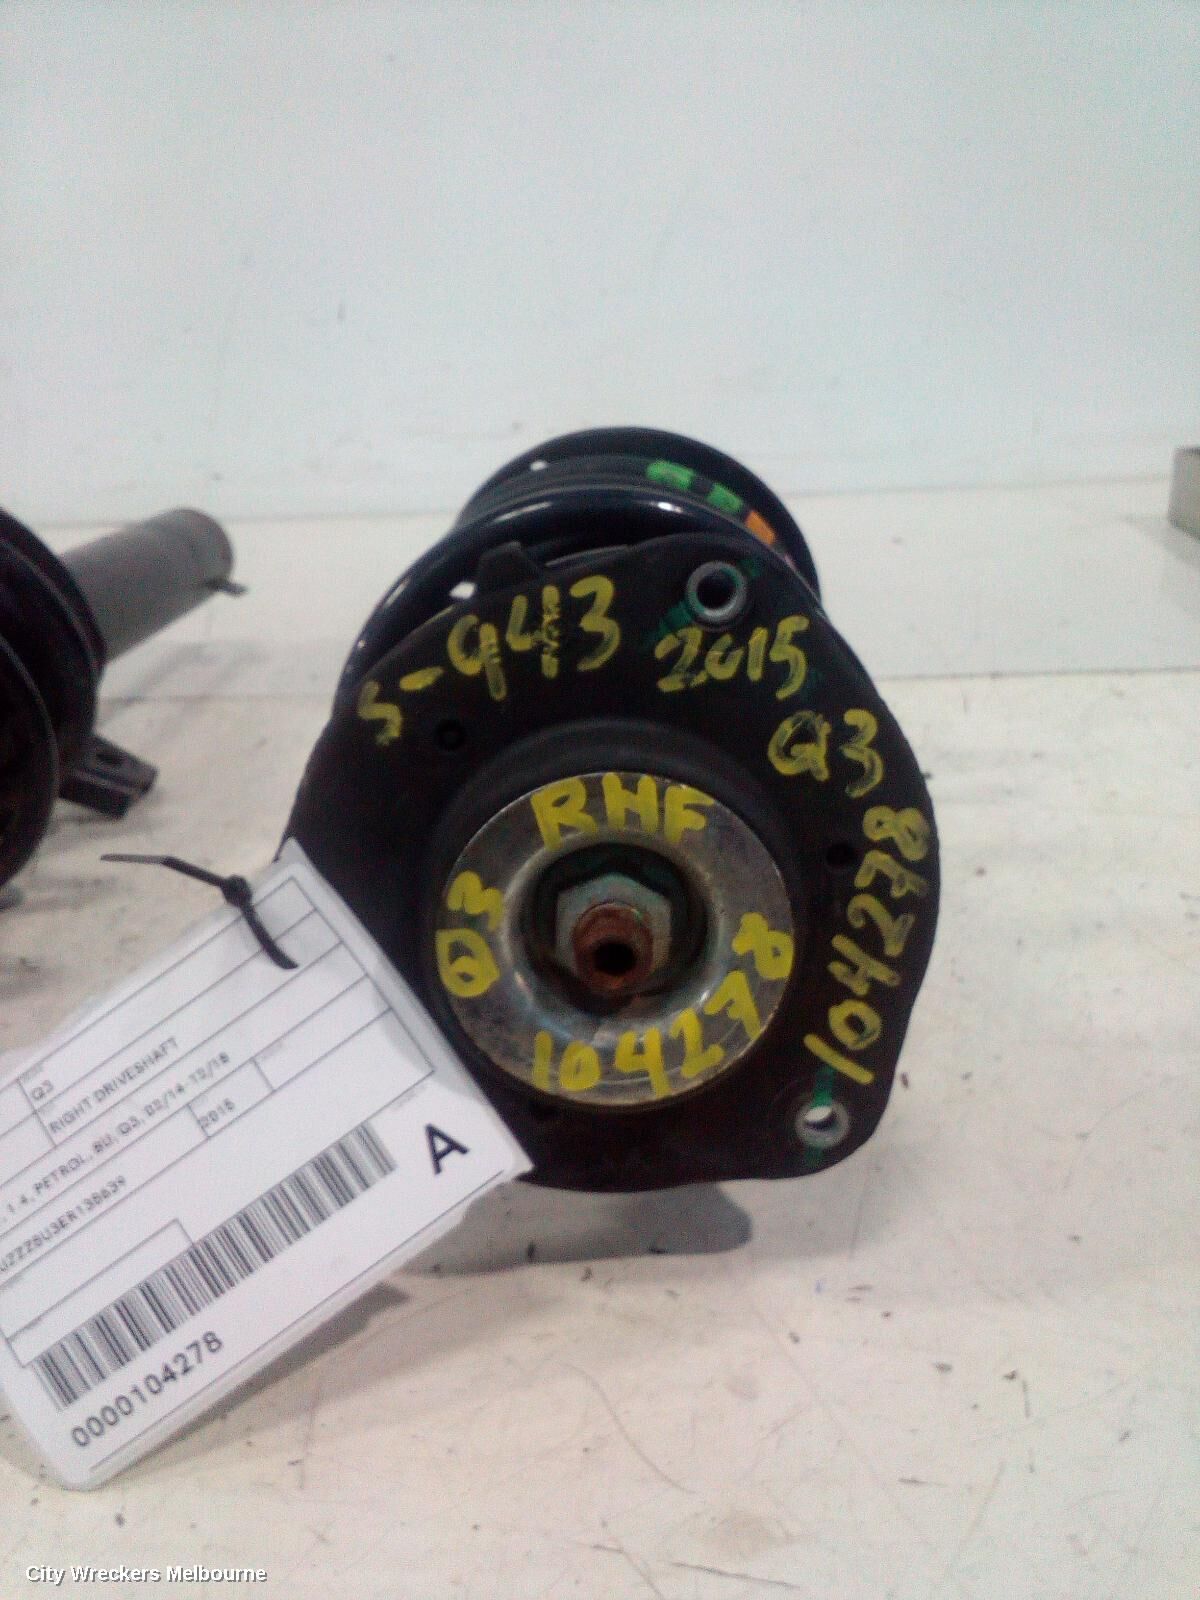 S-943
2015
Q3
104278
RHF
Q3
104278
Q3
RIGHT DRIVESHAFT
1.4, PETROL, 8U, Q3, 02/14-12/18
2015
A
0000104278
City Wreckers Melbourne